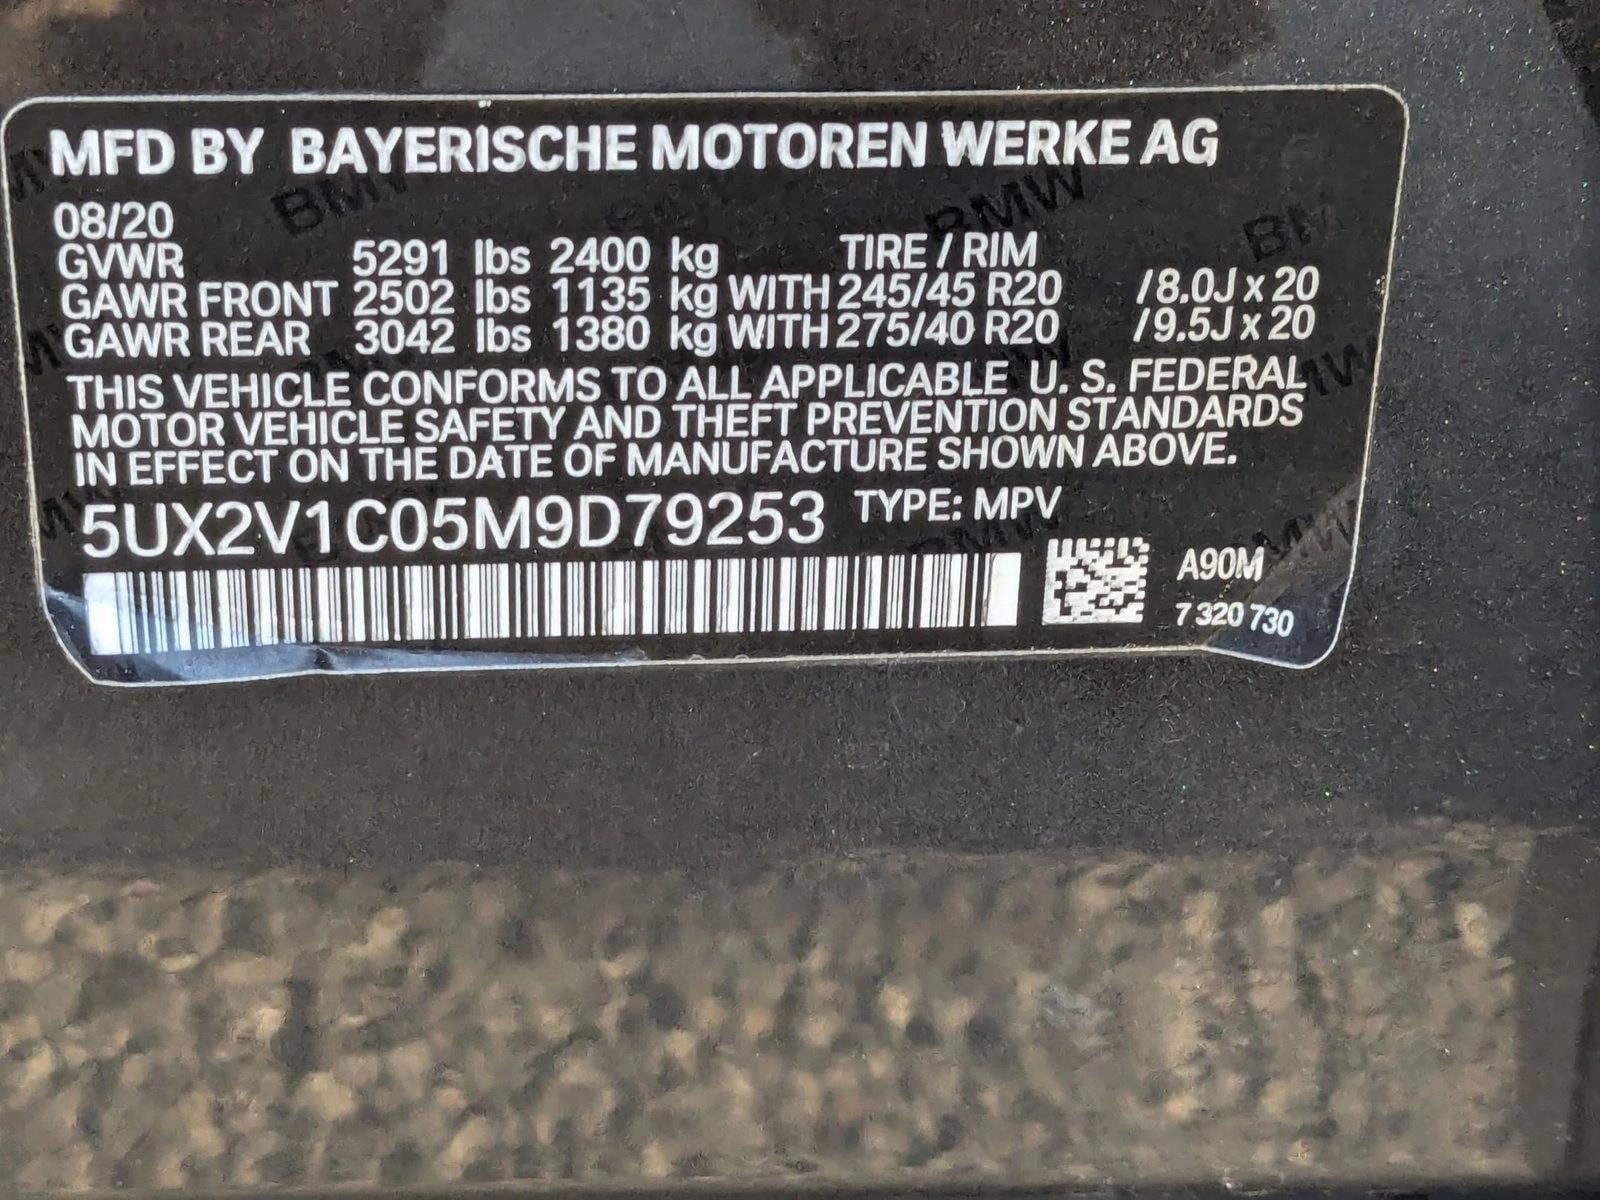 MFD BY BAYERISCHE MOTOREN WERKE AG
08/20
GVWR 5291 lbs 2400 kg TIRE / RIM
GAWR FRONT 2502 lbs 1135 kg WITH 245/45 R20 / 8.0J x 20
GAWR REAR 3042 lbs 1380 kg WITH 275/40 R20 / 9.5J x 20
THIS VEHICLE CONFORMS TO ALL APPLICABLE U. S. FEDERAL
MOTOR VEHICLE SAFETY AND THEFT PREVENTION STANDARDS
IN EFFECT ON THE DATE OF MANUFACTURE SHOWN ABOVE.
5UX2V1C05M9D79253 TYPE: MPV
A90M
7 320 730
BMW
BMW